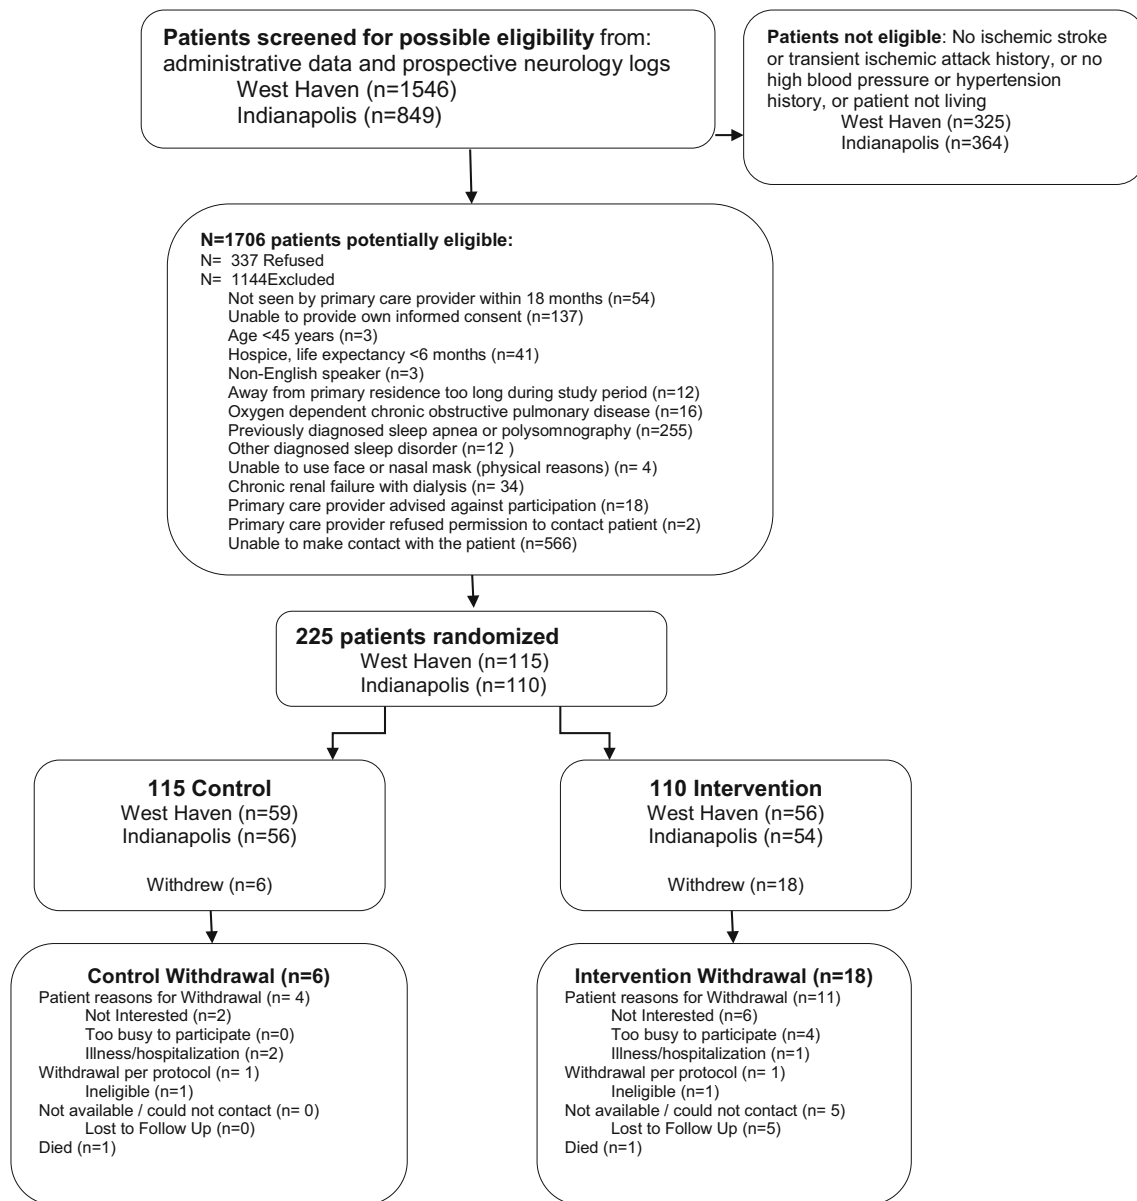 Patients screened for possible eligibility from:
administrative data and prospective neurology logs
West Haven (n=1546)
Indianapolis (n=849)
Patients not eligible: No ischemic stroke
or transient ischemic attack history, or no
high blood pressure or hypertension
history, or patient not living
West Haven (n=325)
Indianapolis (n=364)
N=1706 patients potentially eligible:
N= 337 Refused
N= 1144Excluded
Not seen by primary care provider within 18 months (n=54)
Unable to provide own informed consent (n=137)
Age <45 years (n=3)
Hospice, life expectancy <6 months (n=41)
Non-English speaker (n=3)
Away from primary residence too long during study period (n=12)
Oxygen dependent chronic obstructive pulmonary disease (n=16)
Previously diagnosed sleep apnea or polysomnography (n=255)
Other diagnosed sleep disorder (n=12 )
Unable to use face or nasal mask (physical reasons) (n= 4)
Chronic renal failure with dialysis (n= 34)
Primary care provider advised against participation (n=18)
Primary care provider refused permission to contact patient (n=2)
Unable to make contact with the patient (n=566)
225 patients randomized
West Haven (n=115)
Indianapolis (n=110)
115 Control
West Haven (n=59)
Indianapolis (n=56)
Withdrew (n=6)
110 Intervention
West Haven (n=56)
Indianapolis (n=54)
Withdrew (n=18)
Control Withdrawal (n=6)
Patient reasons for Withdrawal (n= 4)
Not Interested (n=2)
Too busy to participate (n=0)
Illness/hospitalization (n=2)
Withdrawal per protocol (n= 1)
Ineligible (n=1)
Not available / could not contact (n= 0)
Lost to Follow Up (n=0)
Died (n=1)
Intervention Withdrawal (n=18)
Patient reasons for Withdrawal (n=11)
Not Interested (n=6)
Too busy to participate (n=4)
Illness/hospitalization (n=1)
Withdrawal per protocol (n= 1)
Ineligible (n=1)
Not available / could not contact (n= 5)
Lost to Follow Up (n=5)
Died (n=1)